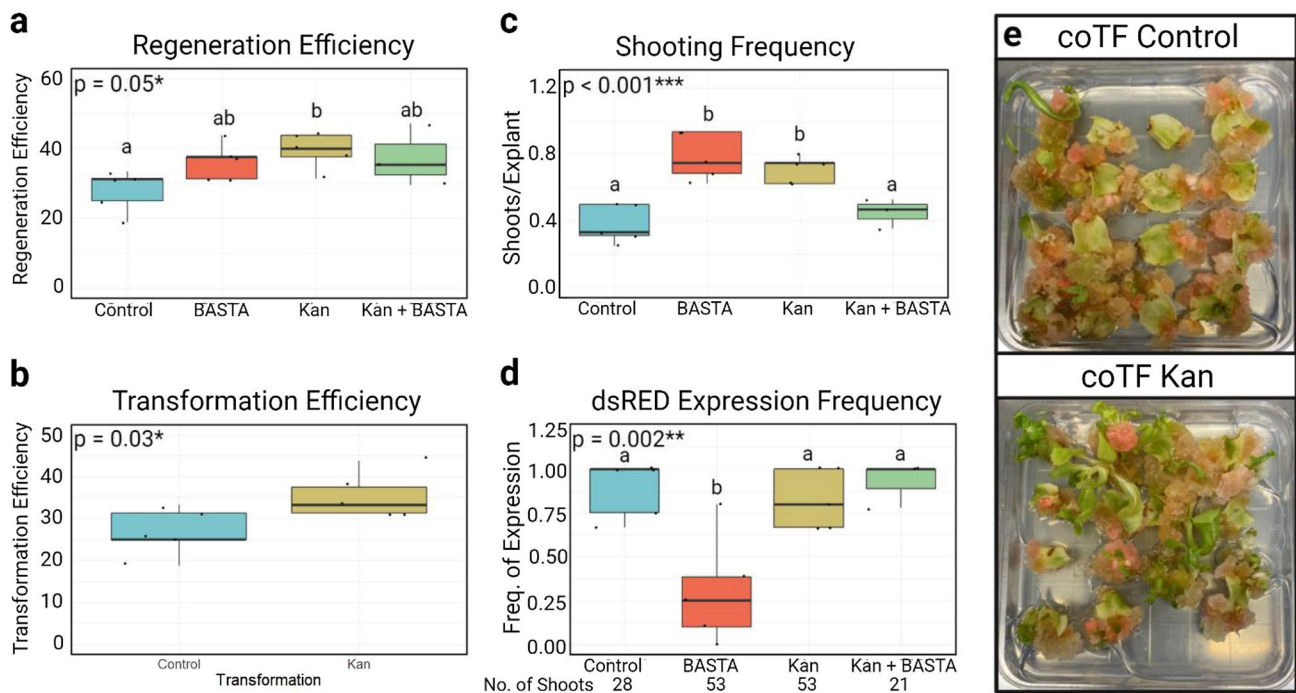 a
Regeneration Efficiency
p = 0.05*
Regeneration Efficiency
60
40
20
0
a
ab
b
ab
Control
BASTA
Kan
Kan + BASTA
b
Transformation Efficiency
p = 0.03*
Transformation Efficiency
50
40
30
20
10
0
Control
Kan
Transformation
c
Shooting Frequency
p < 0.001***
Shoots/Explant
1.2
0.8
0.4
0.0
a
b
b
a
Control
BASTA
Kan
Kan + BASTA
d
dsRED Expression Frequency
p = 0.002**
Freq. of Expression
1.25
1.00
0.75
0.50
0.25
0.00
a
b
a
a
Control
BASTA
Kan
Kan + BASTA
No. of Shoots 28 53 53 21
e
coTF Control
coTF Kan